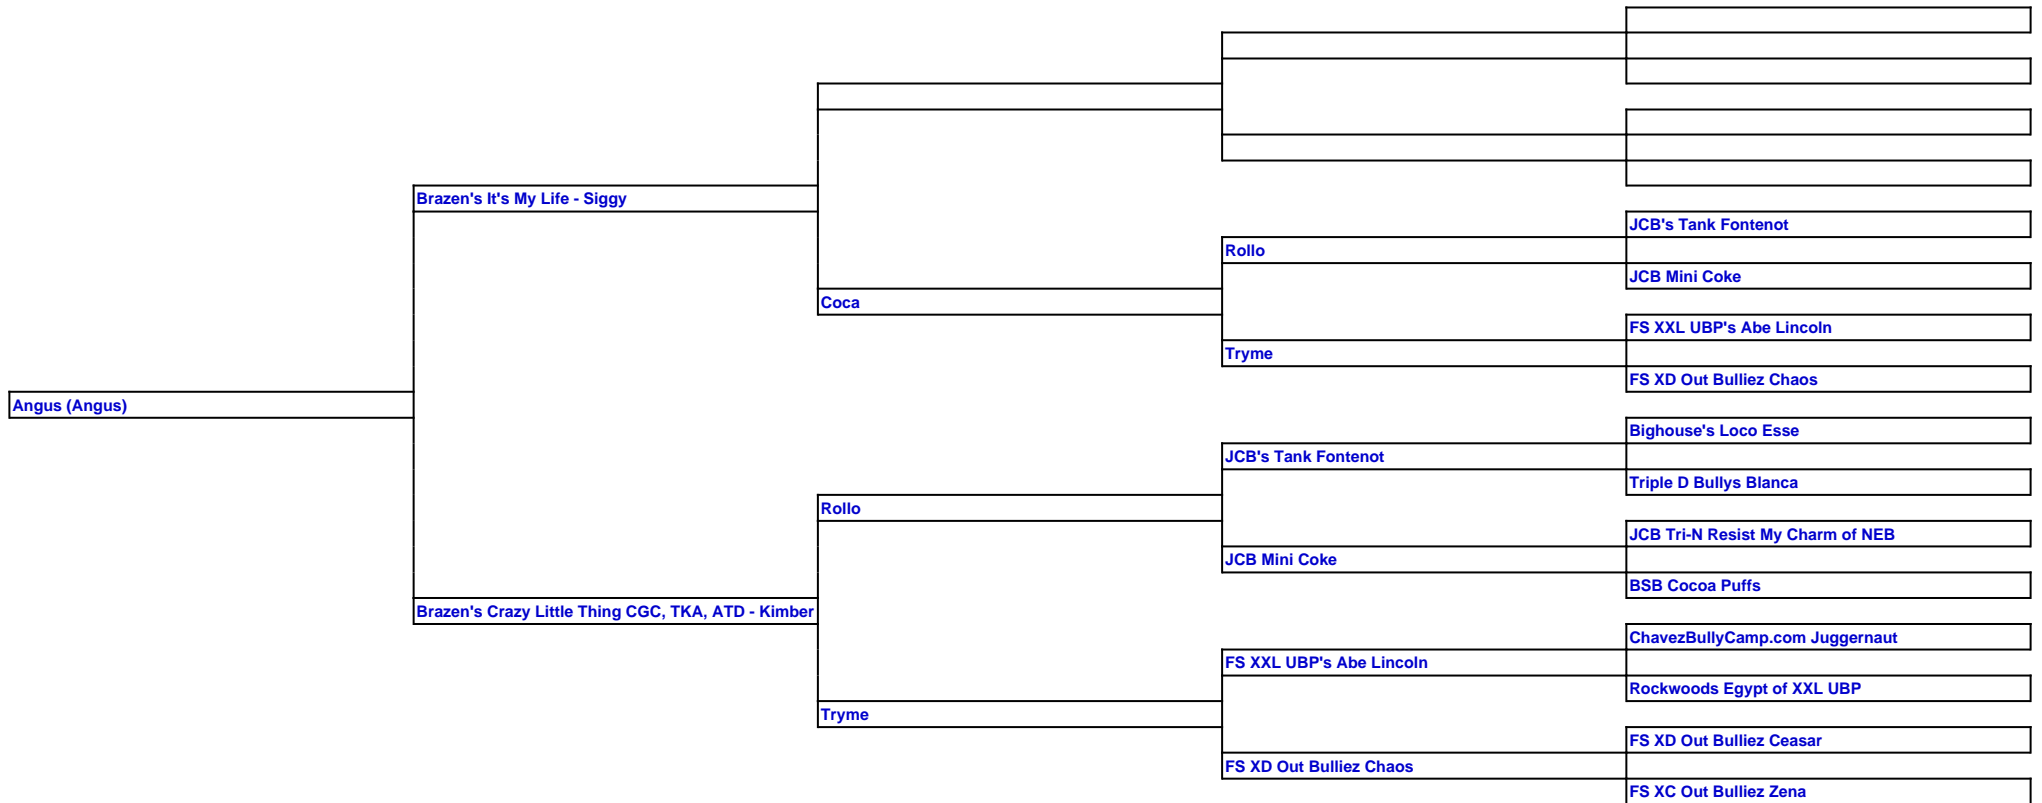 Brazen's It's My Life - Siggy
JCB's Tank Fontenot
Rollo
JCB Mini Coke
Coca
FS XXL UBP's Abe Lincoln
Tryme
FS XD Out Bulliez Chaos
Angus (Angus)
Bighouse's Loco Esse
JCB's Tank Fontenot
Triple D Bullys Blanca
Rollo
JCB Tri-N Resist My Charm of NEB
JCB Mini Coke
BSB Cocoa Puffs
Brazen's Crazy Little Thing CGC, TKA, ATD - Kimber
ChavezBullyCamp.com Juggernaut
FS XXL UBP's Abe Lincoln
Rockwoods Egypt of XXL UBP
Tryme
FS XD Out Bulliez Ceasar
FS XD Out Bulliez Chaos
FS XC Out Bulliez Zena